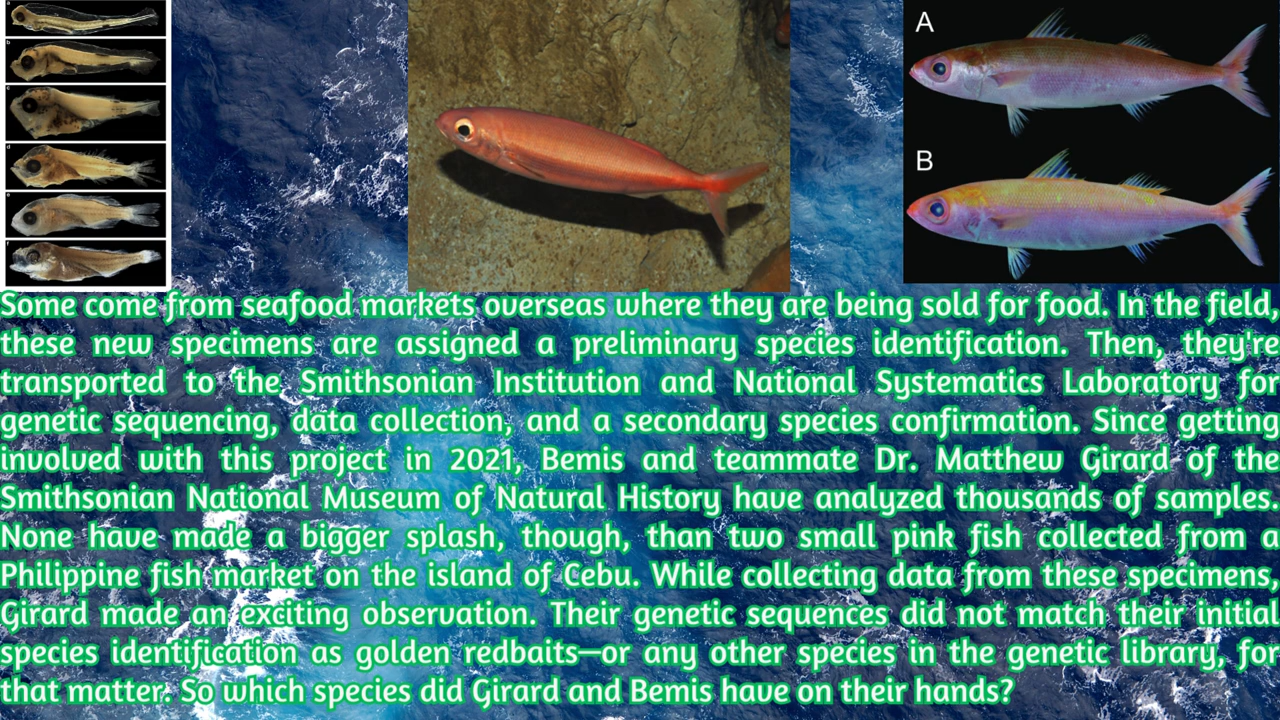 a
b
c
d
e
f
A
B
Some come from seafood markets overseas where they are being sold for food. In the field,
these new specimens are assigned a preliminary species identification. Then, they're
transported to the Smithsonian Institution and National Systematics Laboratory for
genetic sequencing, data collection, and a secondary species confirmation. Since getting
involved with this project in 2021, Bemis and teammate Dr. Matthew Girard of the
Smithsonian National Museum of Natural History have analyzed thousands of samples.
None have made a bigger splash, though, than two small pink fish collected from a
Philippine fish market on the island of Cebu. While collecting data from these specimens,
Girard made an exciting observation. Their genetic sequences did not match their initial
species identification as golden redbaits—or any other species in the genetic library, for
that matter. So which species did Girard and Bemis have on their hands?